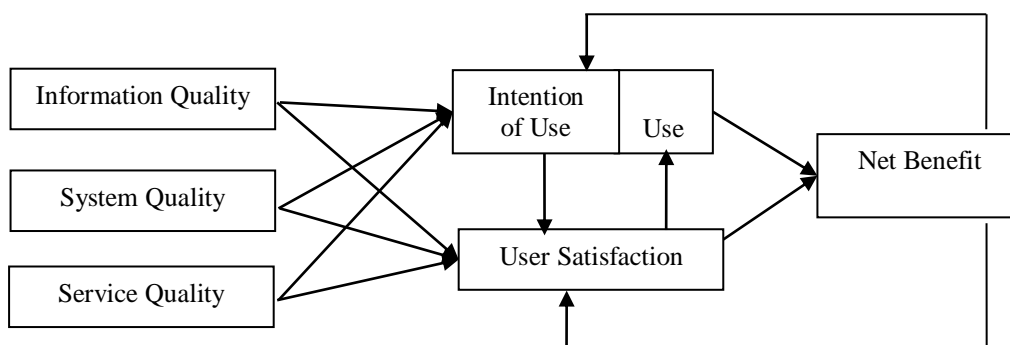 Information Quality
System Quality
Service Quality
Intention
of Use
Use
User Satisfaction
Net Benefit